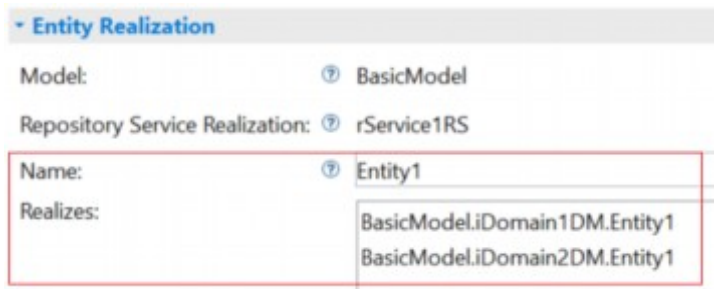 Entity Realization
Model: BasicModel
Repository Service Realization: rService1RS
Name: Entity1
Realizes: BasicModel.iDomain1DM.Entity1
BasicModel.iDomain2DM.Entity1